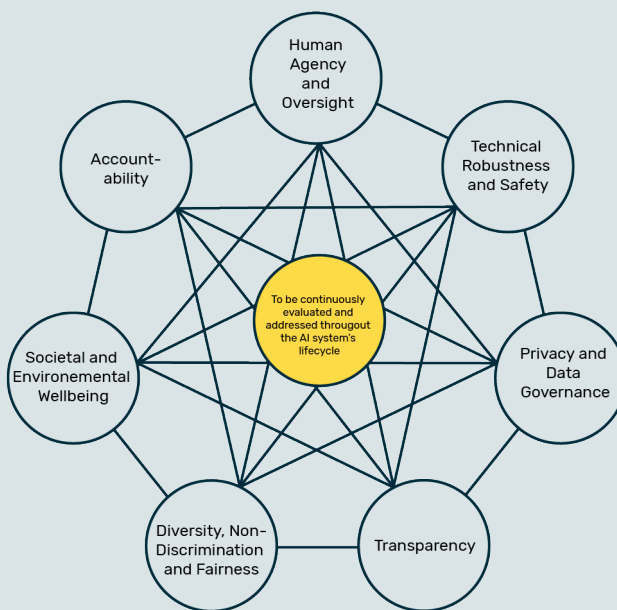 Human
Agency
and
Oversight
Technical
Robustness
and Safety
Privacy and
Data
Governance
Transparency
Diversity, Non-
Discrimination
and Fairness
Societal and
Environemental
Wellbeing
Account-
ability
To be continuously
evaluated and
addressed througout
the AI system's
lifecycle